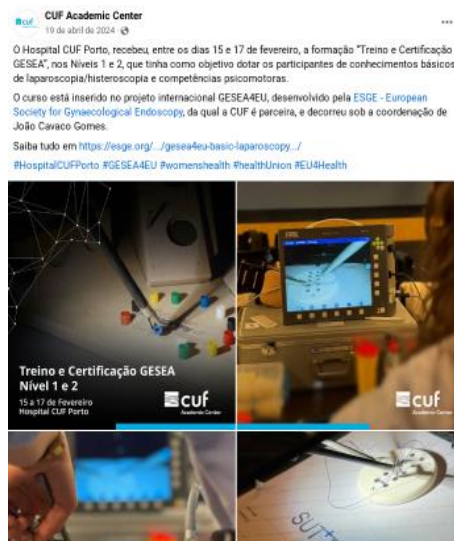 CUF Academic Center
19 de abril de 2024
O Hospital CUF Porto, recebeu, entre os dias 15 e 17 de fevereiro, a formação "Treino e Certificação
GESEA", nos Níveis 1 e 2, que tinha como objetivo dotar os participantes de conhecimentos básicos
de laparoscopia/histeroscopia e competências psicomotoras.
O curso está inserido no projeto internacional GESEA4EU, desenvolvido pela ESGE - European
Society for Gynaecological Endoscopy, da qual a CUF é parceira, e decorreu sob a coordenação de
João Cavaco Gomes.
Saiba tudo em https://esge.org/.../gesea4eu-basic-laparoscopy.../
#HospitalCUFPorto #GESEA4EU #womenshealth #healthUnion #EU4Health
Treino e Certificação GESEA
Nível 1 e 2
15 a 17 de Fevereiro
Hospital CUF Porto
cuf
Academic Center
cuf
Academic Center
SUT